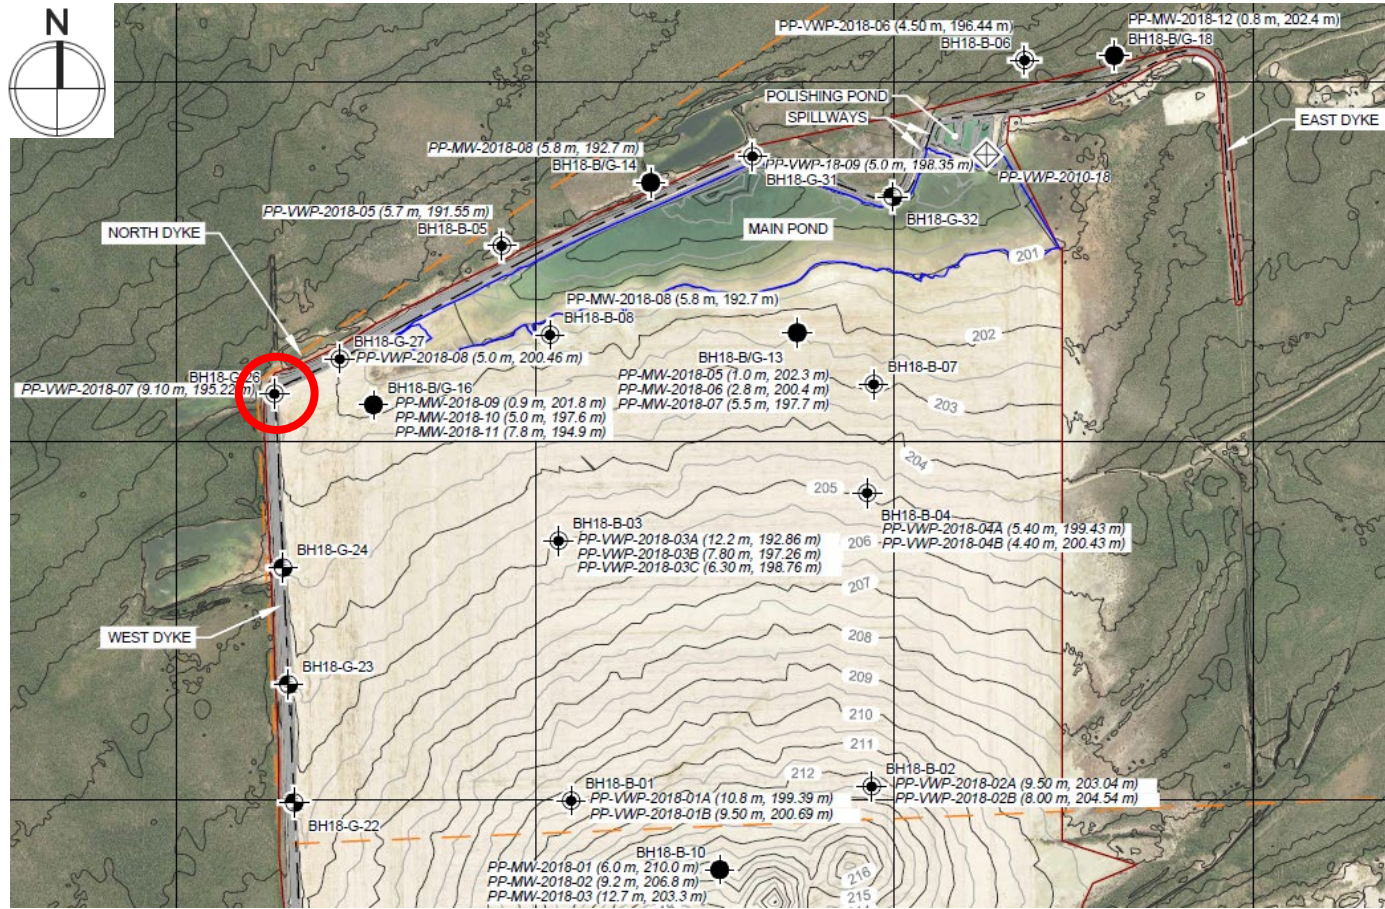 N
PP-VWP-2018-06 (4.50 m, 196.44 m)
BH18-B-06
PP-MW-2018-12 (0.8 m, 202.4 m)
BH18-B/G-18
POLISHING POND
SPILLWAYS
EAST DYKE
PP-MW-2018-08 (5.8 m, 192.7 m)
BH18-B/G-14
PP-VWP-18-09 (5.0 m, 198.35 m)
BH18-G-31
PP-VWP-2010-18
BH18-G-32
PP-VWP-2018-05 (5.7 m, 191.55 m)
BH18-B-05
NORTH DYKE
MAIN POND
201
PP-MW-2018-08 (5.8 m, 192.7 m)
BH18-B-08
202
BH18-G-27
PP-VWP-2018-08 (5.0 m, 200.46 m)
BH18-G-26
PP-VWP-2018-07 (9.10 m, 195.22 m)
BH18-B/G-16
PP-MW-2018-09 (0.9 m, 201.8 m)
PP-MW-2018-10 (5.0 m, 197.6 m)
PP-MW-2018-11 (7.8 m, 194.9 m)
BH18-B/G-13
PP-MW-2018-05 (1.0 m, 202.3 m)
PP-MW-2018-06 (2.8 m, 200.4 m)
PP-MW-2018-07 (5.5 m, 197.7 m)
BH18-B-07
203
204
205
BH18-B-04
PP-VWP-2018-04A (5.40 m, 199.43 m)
PP-VWP-2018-04B (4.40 m, 200.43 m)
BH18-B-03
PP-VWP-2018-03A (12.2 m, 192.86 m)
PP-VWP-2018-03B (7.80 m, 197.26 m)
PP-VWP-2018-03C (6.30 m, 198.76 m)
206
BH18-G-24
207
WEST DYKE
208
BH18-G-23
209
210
211
212
BH18-B-01
PP-VWP-2018-01A (10.8 m, 199.39 m)
PP-VWP-2018-01B (9.50 m, 200.69 m)
BH18-B-02
PP-VWP-2018-02A (9.50 m, 203.04 m)
PP-VWP-2018-02B (8.00 m, 204.54 m)
BH18-G-22
BH18-B-10
PP-MW-2018-01 (6.0 m, 210.0 m)
PP-MW-2018-02 (9.2 m, 206.8 m)
PP-MW-2018-03 (12.7 m, 203.3 m)
216
215